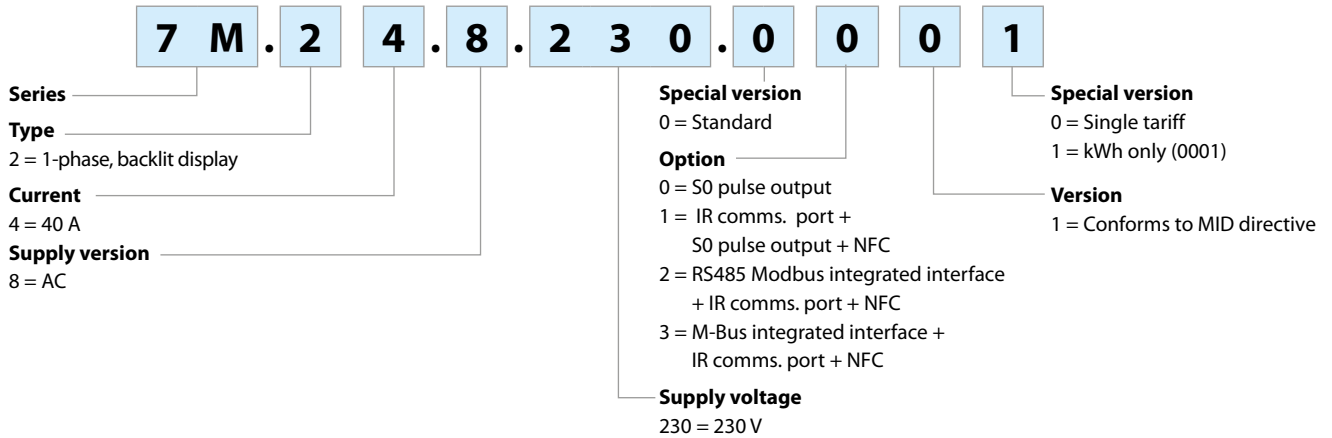 7 M . 2 4 . 8 . 2 3 0 . 0 0 0 1
Series
Type
2 = 1-phase, backlit display
Current
4 = 40 A
Supply version
8 = AC
Special version
0 = Standard
Option
0 = S0 pulse output
1 = IR comms. port +
S0 pulse output + NFC
2 = RS485 Modbus integrated interface
+ IR comms. port + NFC
3 = M-Bus integrated interface +
IR comms. port + NFC
Supply voltage
230 = 230 V
Special version
0 = Single tariff
1 = kWh only (0001)
Version
1 = Conforms to MID directive